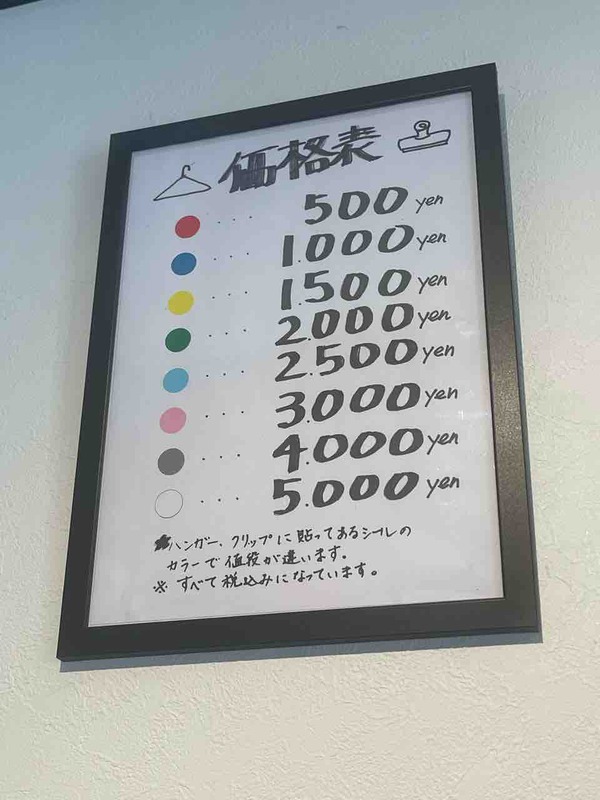 価格表
... 500 yen
... 1.000 yen
... 1.500 yen
... 2.000 yen
... 2.500 yen
... 3.000 yen
... 4.000 yen
... 5.000 yen
ハンガー、クリップに貼ってあるシールの
カラーで値段が違います。
※ すべて税込みになっています。